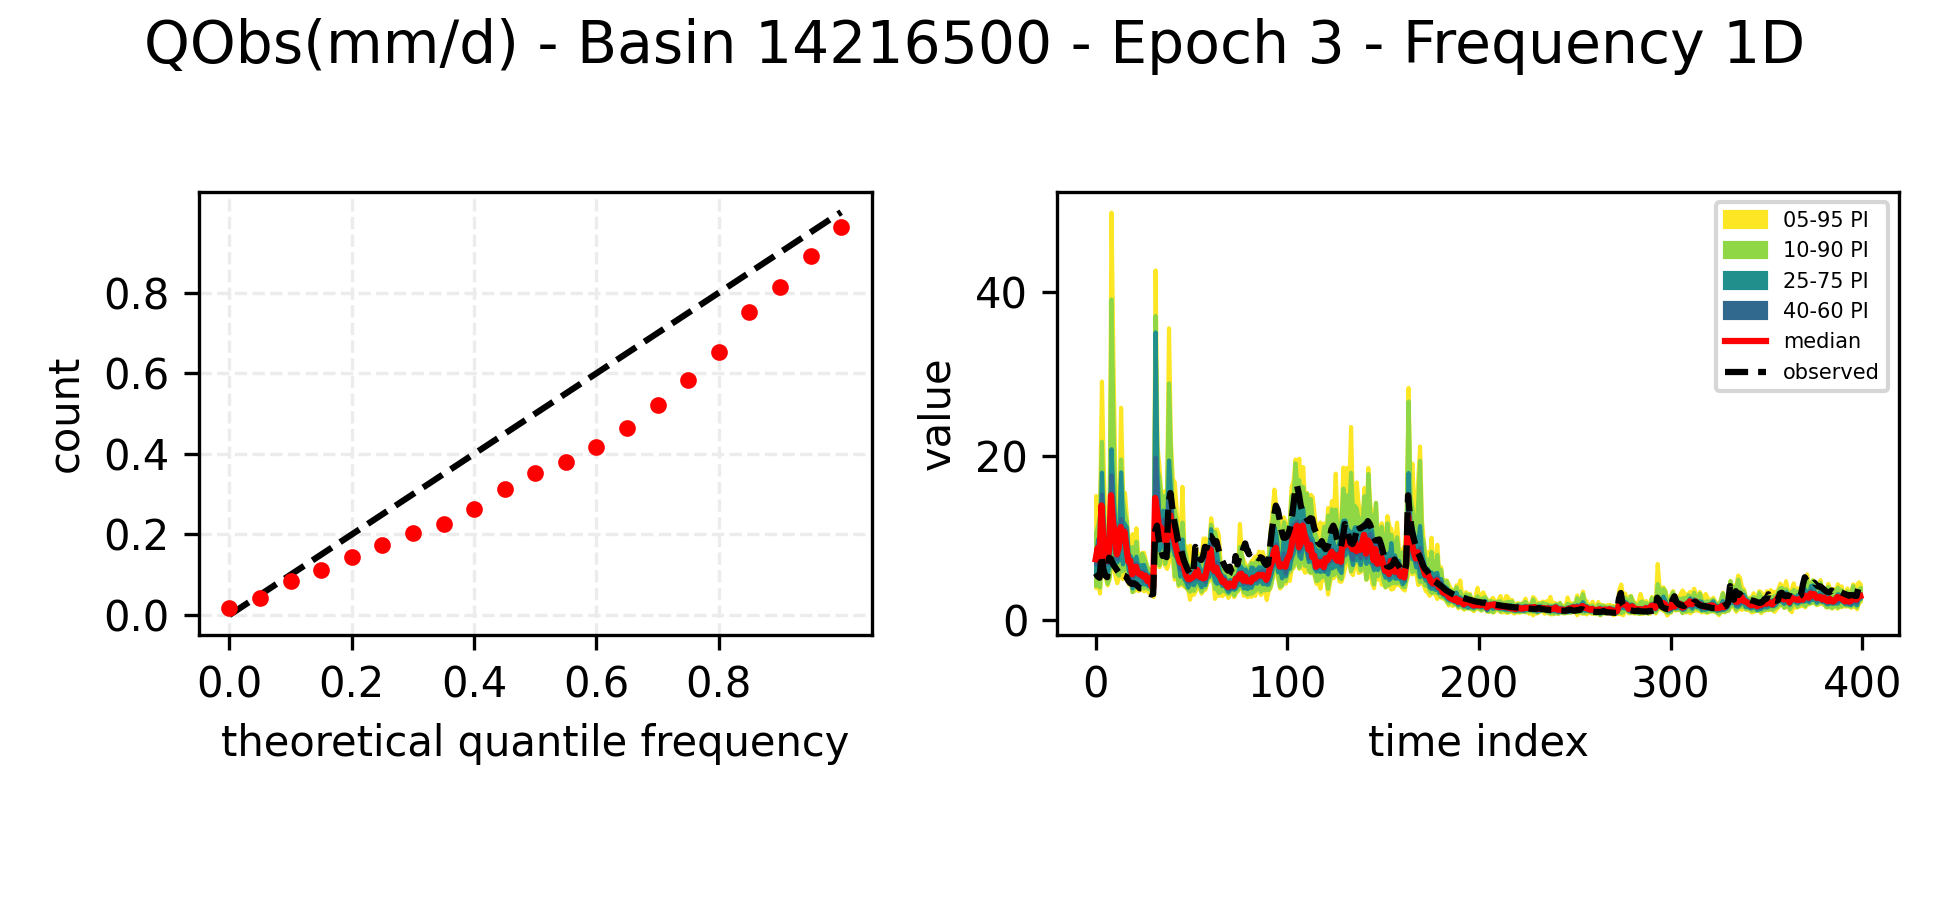 QObs(mm/d) - Basin 14216500 - Epoch 3 - Frequency 1D
count
0.8
0.6
0.4
0.2
0.0
0.0 0.2 0.4 0.6 0.8
theoretical quantile frequency
value
40
20
0
0 100 200 300 400
time index
05-95 PI
10-90 PI
25-75 PI
40-60 PI
median
observed